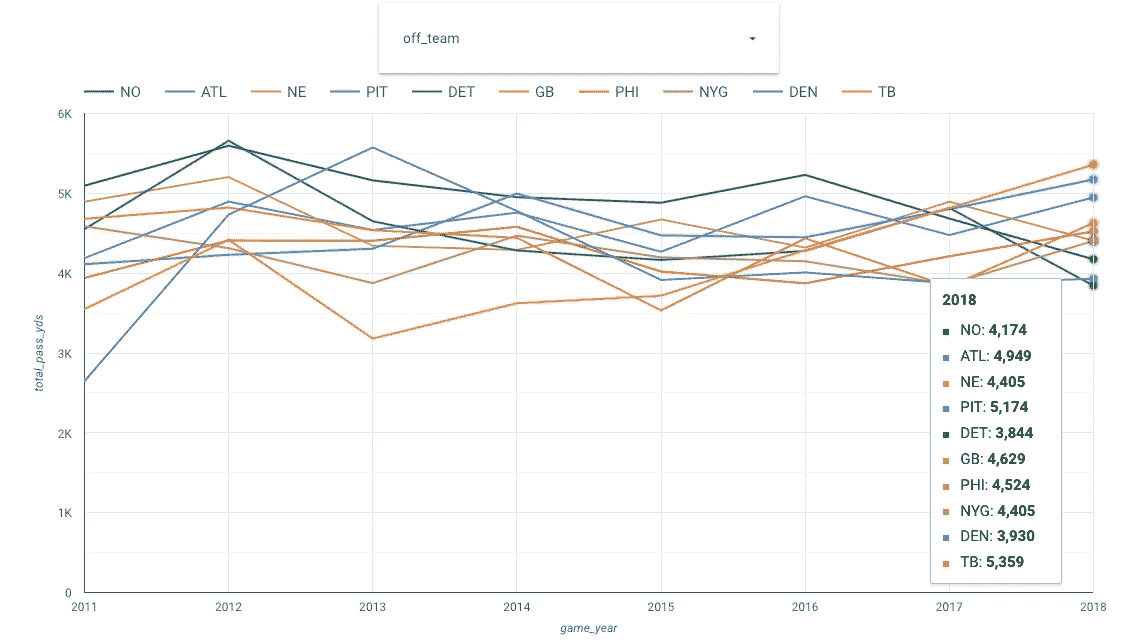 off_team
NO ATL NE PIT DET GB PHI NYG DEN TB
6K
5K
4K
3K
2K
1K
0
total_pass_yds
2018
NO: 4,174
ATL: 4,949
NE: 4,405
PIT: 5,174
DET: 3,844
GB: 4,629
PHI: 4,524
NYG: 4,405
DEN: 3,930
TB: 5,359
2011 2012 2013 2014 2015 2016 2017 2018
game_year